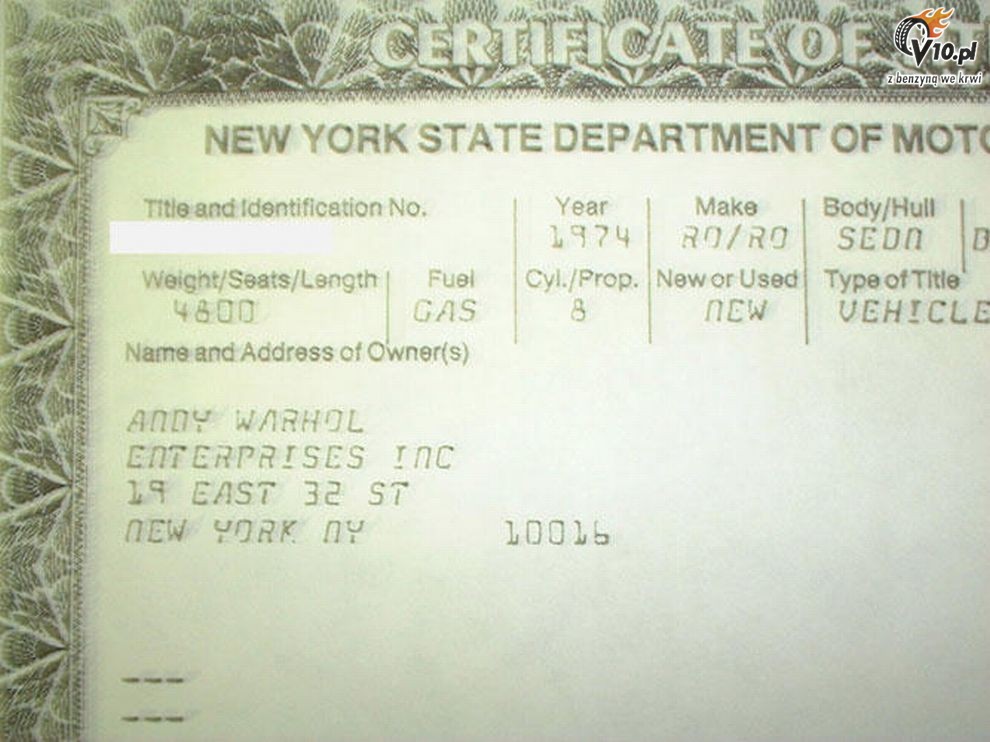 CERTIFICATE OF
V10.pl
z benzyną we krwi
NEW YORK STATE DEPARTMENT OF
Title and Identification No. Year Make Body/Hull
1974 RO/RO SEDN
Weight/Seats/Length Fuel Cyl./Prop. New or Used Type of Title
4800 GAS 8 NEW VEHICLE
Name and Address of Owner(s)
ANDY WARHOL
ENTERPRISES INC
19 EAST 32 ST
NEW YORK NY 10016
---
---